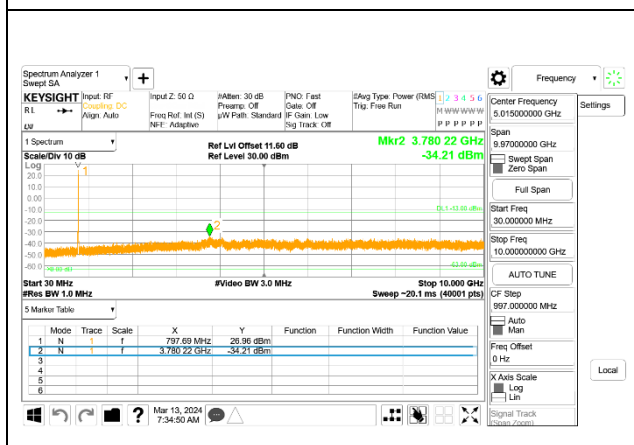 Spectrum Analyzer 1
Swept SA
+
Frequency
KEYSIGHT
Input: RF
Input Z: 50 Ω
#Atten: 30 dB
PNO: Fast
#Avg Type: Power (RMS
1 2 3 4 5 6
RL
Coupling: DC
Preamp: Off
Gate: Off
Trig: Free Run
M W W W W W
Align: Auto
Freq Ref: Int (S)
µW Path: Standard
IF Gain: Low
P P P P P P
NFE: Adaptive
Sig Track: Off
Center Frequency
5.015000000 GHz
Settings
1 Spectrum
Ref Lvl Offset 11.60 dB
Mkr2 3.780 22 GHz
Scale/Div 10 dB
Ref Level 30.00 dBm
-34.21 dBm
Span
9.97000000 GHz
Swept Span
Zero Span
Log
20.0
10.0
0.00
-10.0
-20.0
-30.0
-40.0
-50.0
-60.0
1
2
Full Span
Start Freq
30.000000 MHz
Stop Freq
10.00000000 GHz
AUTO TUNE
Start 30 MHz
#Video BW 3.0 MHz
Stop 10.000 GHz
#Res BW 1.0 MHz
Sweep ~20.1 ms (40001 pts)
CF Step
997.000000 MHz
Auto
Man
5 Marker Table
Mode Trace Scale X Y Function Function Width Function Value
1 N 1 f 797.69 MHz 26.96 dBm
2 N 1 f 3.780 22 GHz -34.21 dBm
3
4
5
6
Freq Offset
0 Hz
X Axis Scale
Log
Lin
Local
Signal Track
(Span Zoom)
?
Mar 13, 2024
7:34:50 AM